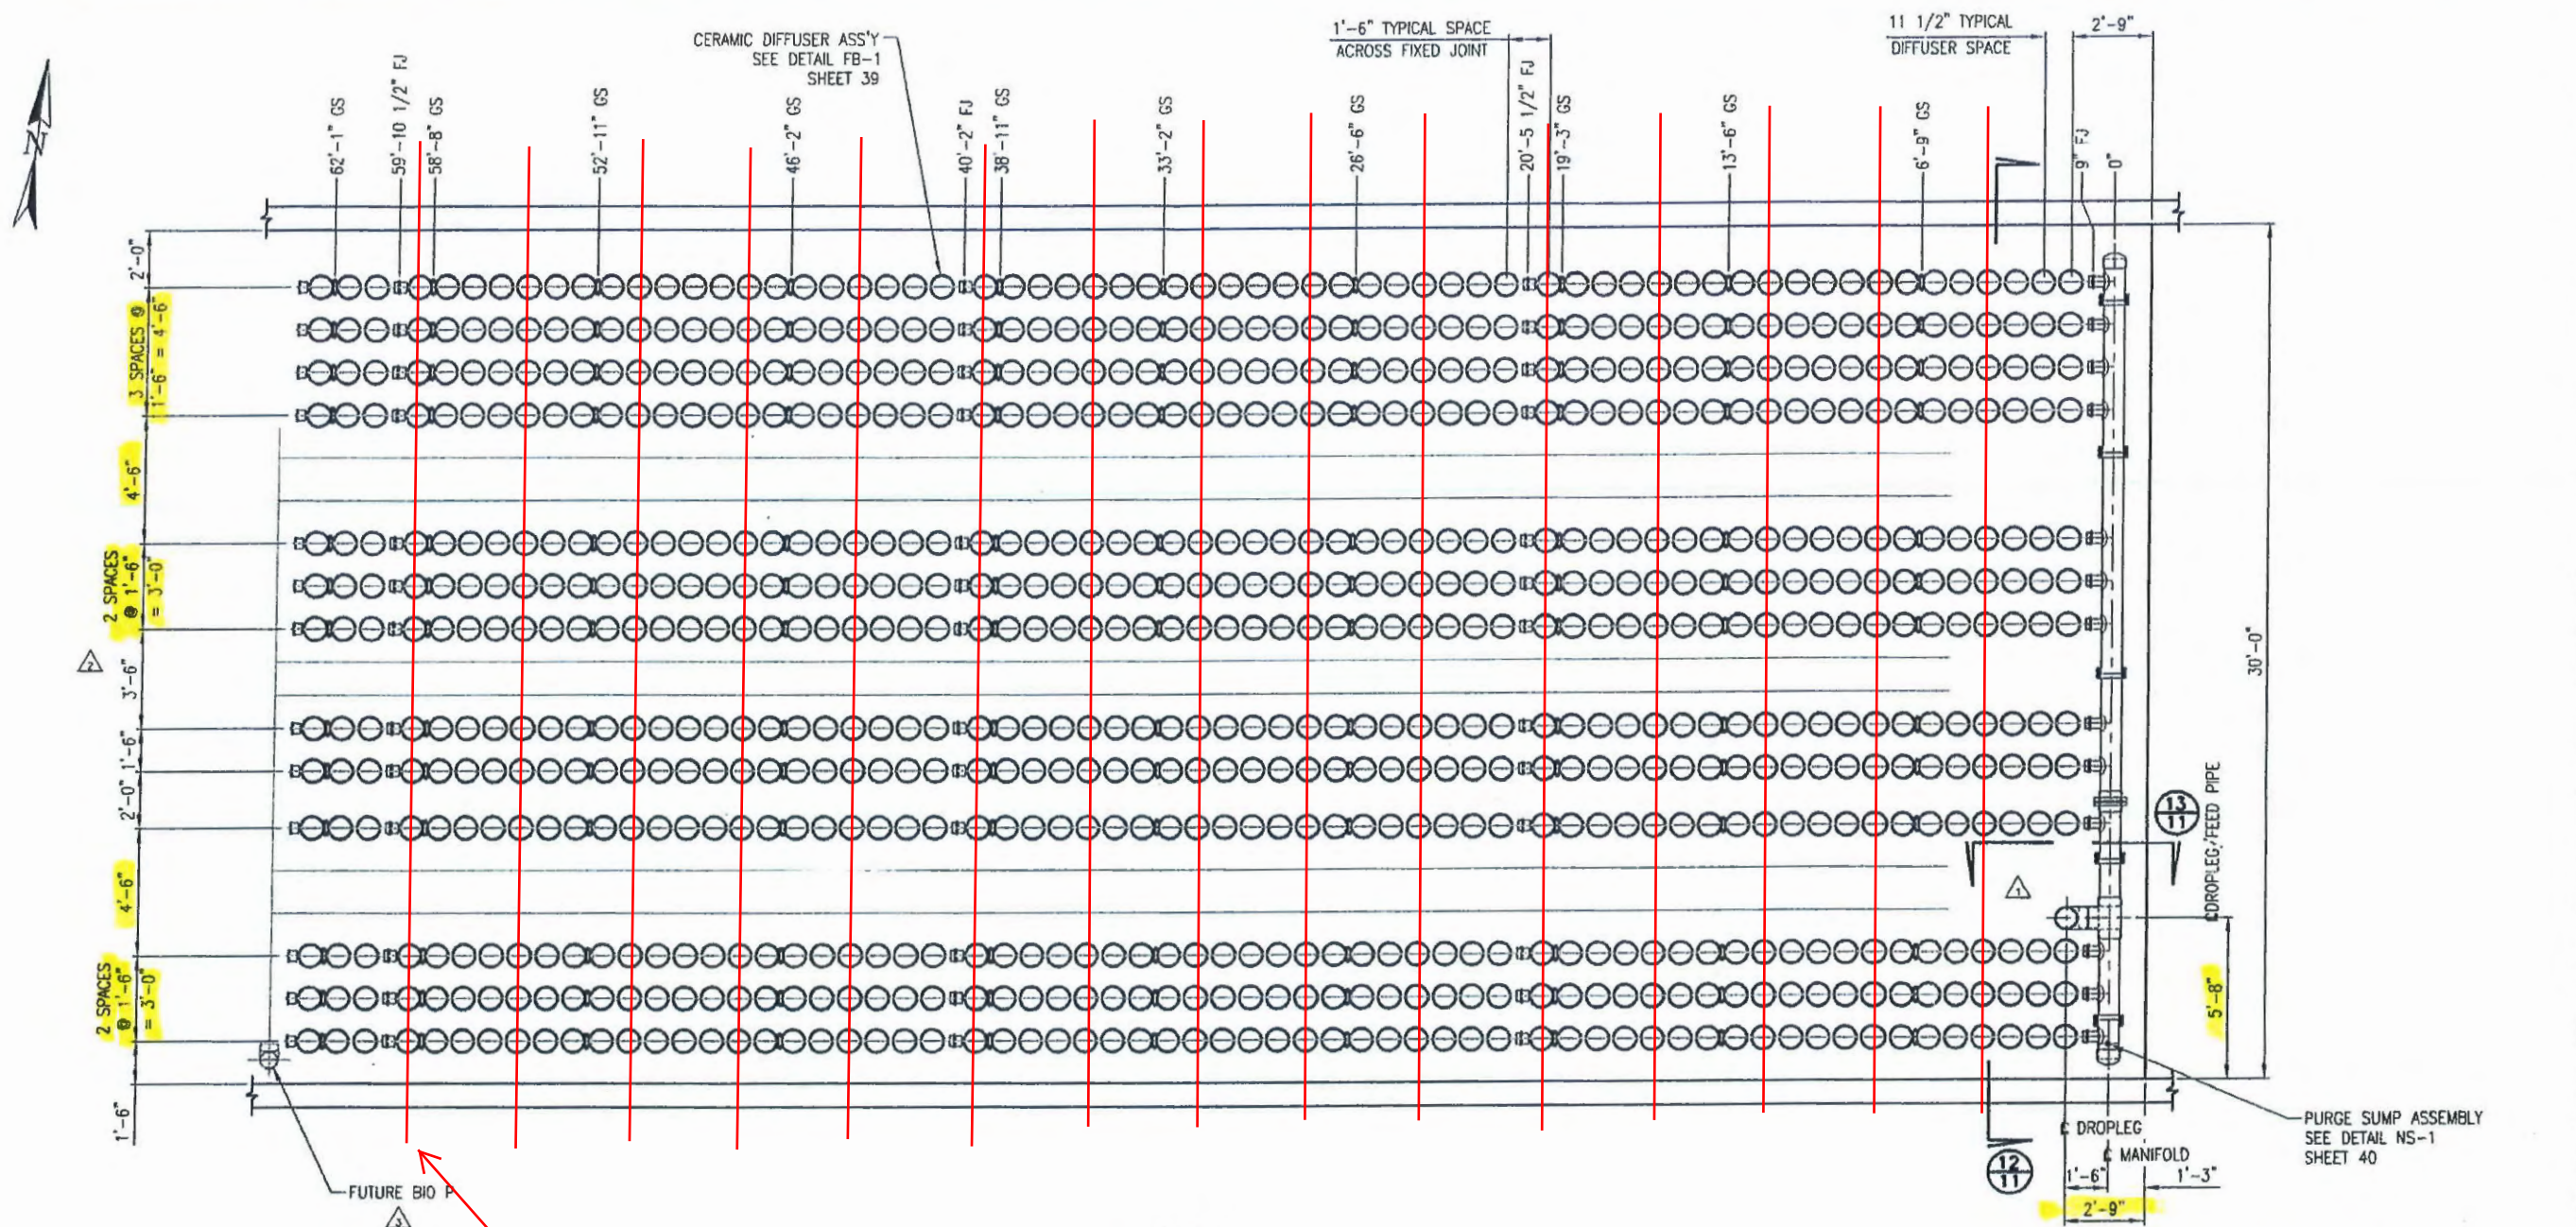 CERAMIC DIFFUSER ASS'Y
SEE DETAIL FB-1
SHEET 39
1'-6" TYPICAL SPACE
ACROSS FIXED JOINT
11 1/2" TYPICAL
DIFFUSER SPACE
2'-9"
N
62'-1" GS
59'-10 1/2" FJ
58'-8" GS
52'-11" GS
46'-2" GS
40'-2" FJ
38'-11" GS
33'-2" GS
26'-6" GS
20'-5 1/2" FJ
19'-3" GS
13'-6" GS
6'-9" GS
9" FJ
0"
2'-0"
3 SPACES @
1'-6" = 4'-6"
4'-6"
2 SPACES
@ 1'-6"
= 3'-0"
2
3'-6"
1'-6"
2'-0"
4'-6"
2 SPACES
@ 1'-6"
= 3'-0"
1'-6"
30'-0"
13
11
℄DROPLEG/FEED PIPE
1
5'-8"
FUTURE BIO P
3
12
11
℄ DROPLEG
℄ MANIFOLD
1'-6"
1'-3"
2'-9"
PURGE SUMP ASSEMBLY
SEE DETAIL NS-1
SHEET 40